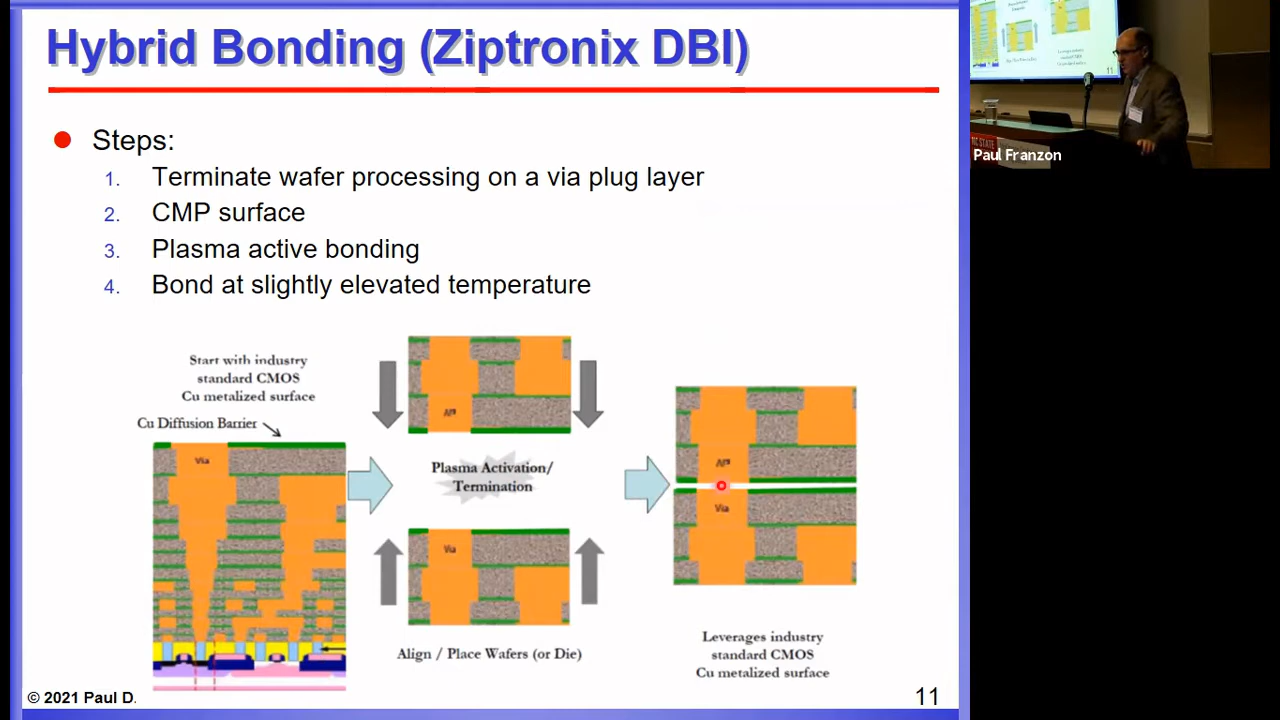 Hybrid Bonding (Ziptronix DBI)
Steps:
1. Terminate wafer processing on a via plug layer
2. CMP surface
3. Plasma active bonding
4. Bond at slightly elevated temperature
Start with industry
standard CMOS
Cu metalized surface
Cu Diffusion Barrier
Via
Plasma Activation/
Termination
Via
Align / Place Wafers (or Die)
Via
Leverages industry
standard CMOS
Cu metalized surface
© 2021 Paul D.
11
Paul Franzon
11